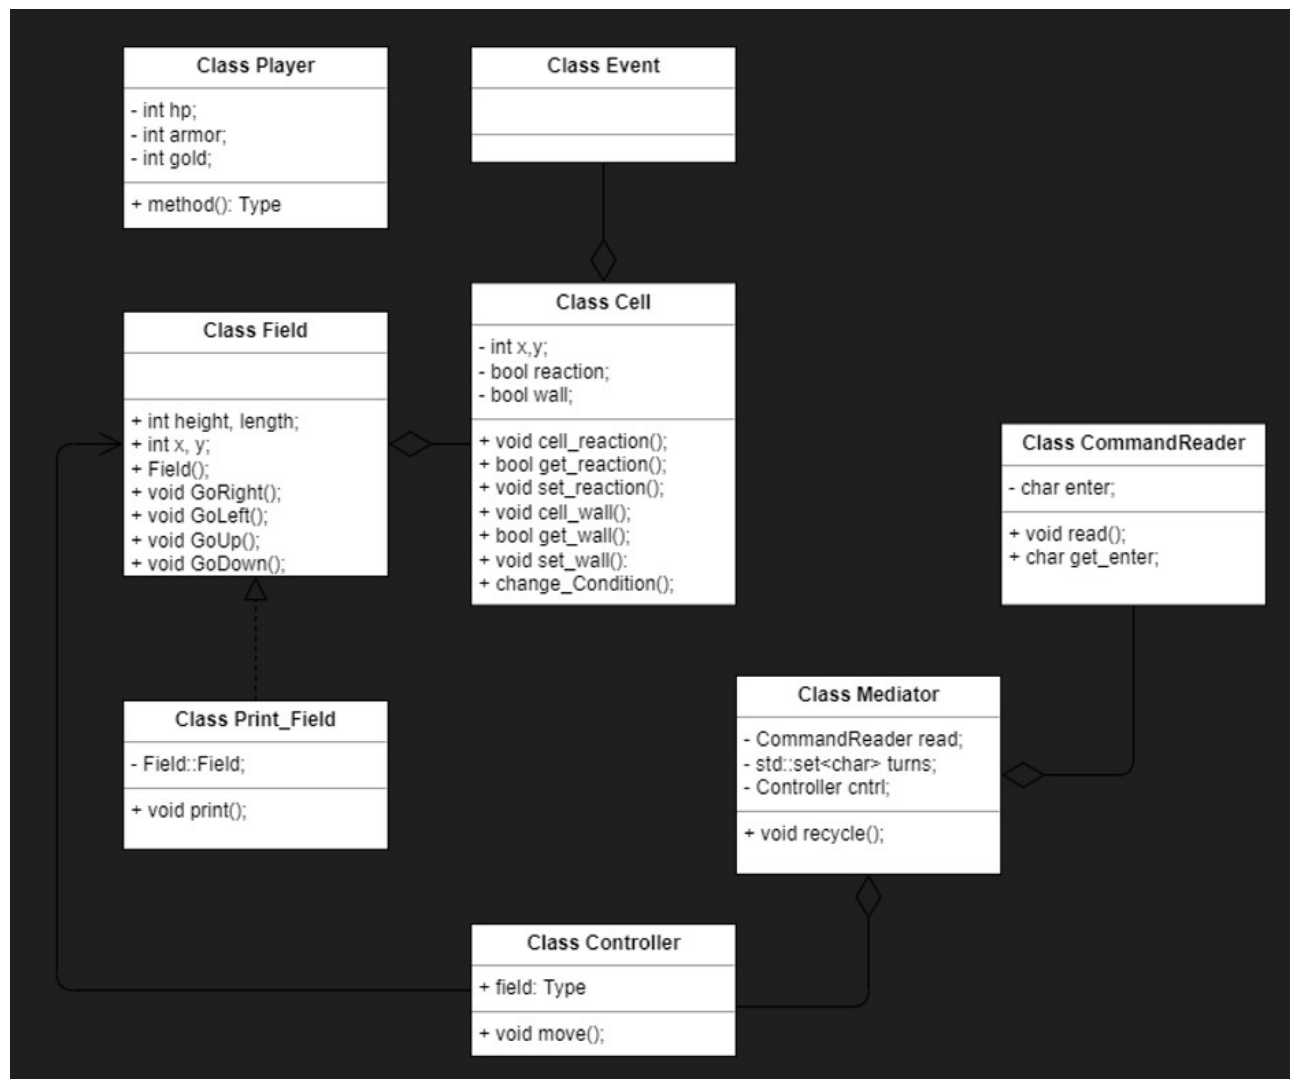 Class Player
- int hp;
- int armor;
- int gold;
+ method(): Type
Class Event
Class Field
+ int height, length;
+ int x, y;
+ Field();
+ void GoRight();
+ void GoLeft();
+ void GoUp();
+ void GoDown();
Class Cell
- int x,y;
- bool reaction;
- bool wall;
+ void cell_reaction();
+ bool get_reaction();
+ void set_reaction();
+ void cell_wall();
+ bool get_wall();
+ void set_wall():
+ change_Condition();
Class CommandReader
- char enter;
+ void read();
+ char get_enter;
Class Print_Field
- Field::Field;
+ void print();
Class Mediator
- CommandReader read;
- std::set<char> turns;
- Controller cntrl;
+ void recycle();
Class Controller
+ field: Type
+ void move();